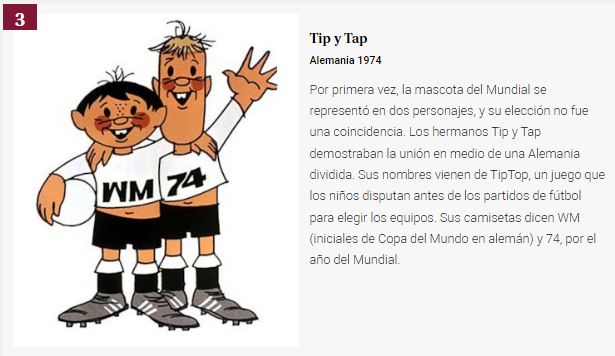 3
Tip y Tap
Alemania 1974
Por primera vez, la mascota del Mundial se
representó en dos personajes, y su elección no fue
una coincidencia. Los hermanos Tip y Tap
demostraban la unión en medio de una Alemania
dividida. Sus nombres vienen de TipTop, un juego que
los niños disputan antes de los partidos de fútbol
para elegir los equipos. Sus camisetas dicen WM
(iniciales de Copa del Mundo en alemán) y 74, por el
año del Mundial.
WM 74